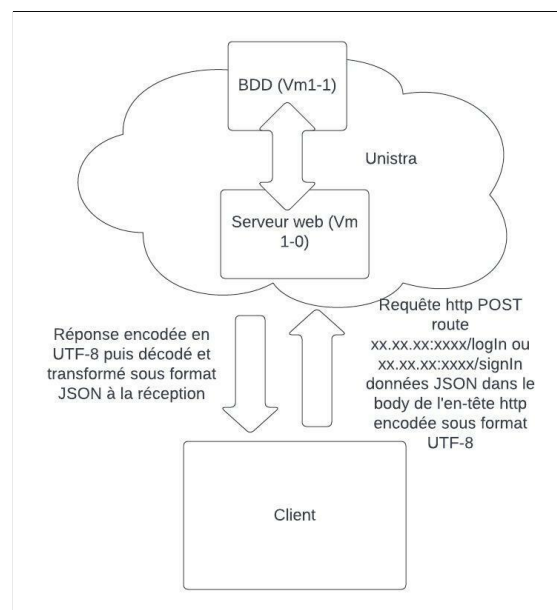 BDD (Vm1-1)
Unistra
Serveur web (Vm
1-0)
Réponse encodée en
UTF-8 puis décodé et
transformé sous format
JSON à la réception
Requête http POST
route
xx.xx.xx:xxxx/logIn ou
xx.xx.xx:xxxx/signIn
données JSON dans le
body de l'en-tête http
encodée sous format
UTF-8
Client